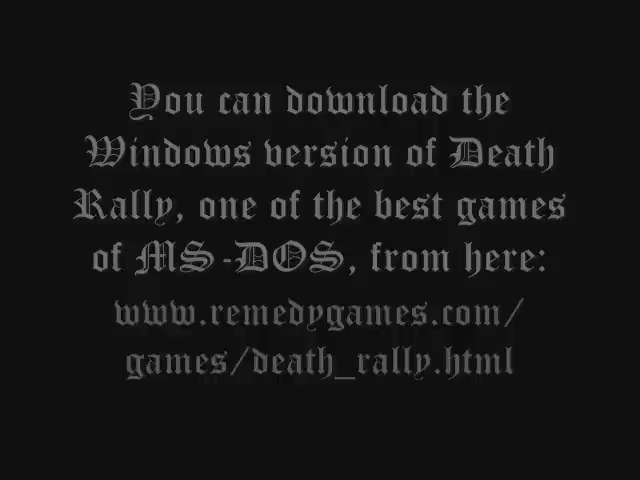 You can download the
Windows version of Death
Rally, one of the best games
of MS-DOS, from here:
www.remedygames.com/
games/death_rally.html